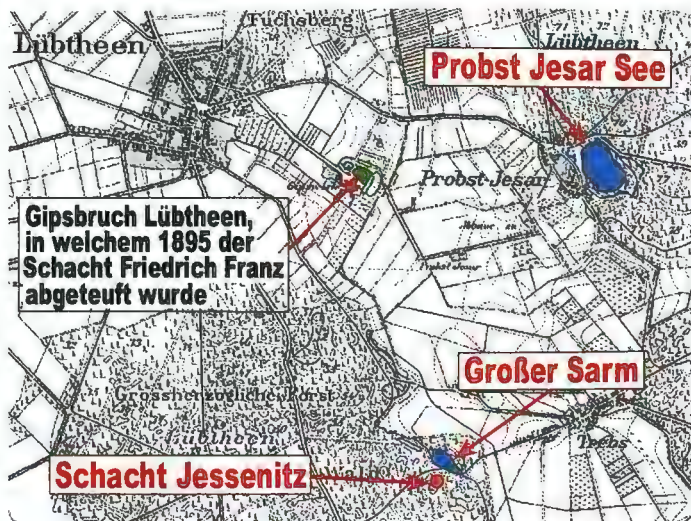 Fuchsberg
Lübtheen
Lübtheen
Probst Jesar See
Probst-Jesar
Gipsbruch Lübtheen,
in welchem 1895 der
Schacht Friedrich Franz
abgeteuft wurde
Probst Jesar
Großer Sarm
Grossherzogliche Forst
Lübtheen
Trebs
Schacht Jessenitz